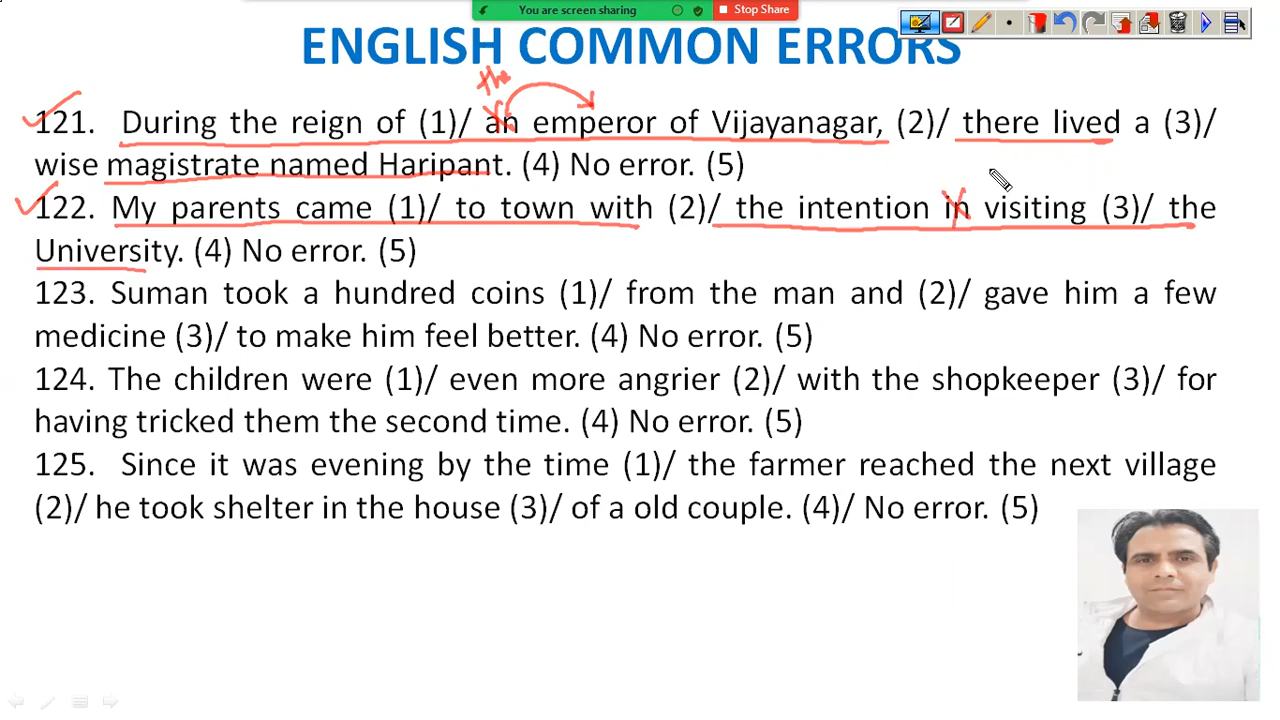 You are screen sharing
Stop Share
ENGLISH COMMON ERRORS
the
121. During the reign of (1)/ an emperor of Vijayanagar, (2)/ there lived a (3)/
wise magistrate named Haripant. (4) No error. (5)
122. My parents came (1)/ to town with (2)/ the intention in visiting (3)/ the
University. (4) No error. (5)
123. Suman took a hundred coins (1)/ from the man and (2)/ gave him a few
medicine (3)/ to make him feel better. (4) No error. (5)
124. The children were (1)/ even more angrier (2)/ with the shopkeeper (3)/ for
having tricked them the second time. (4) No error. (5)
125. Since it was evening by the time (1)/ the farmer reached the next village
(2)/ he took shelter in the house (3)/ of a old couple. (4)/ No error. (5)